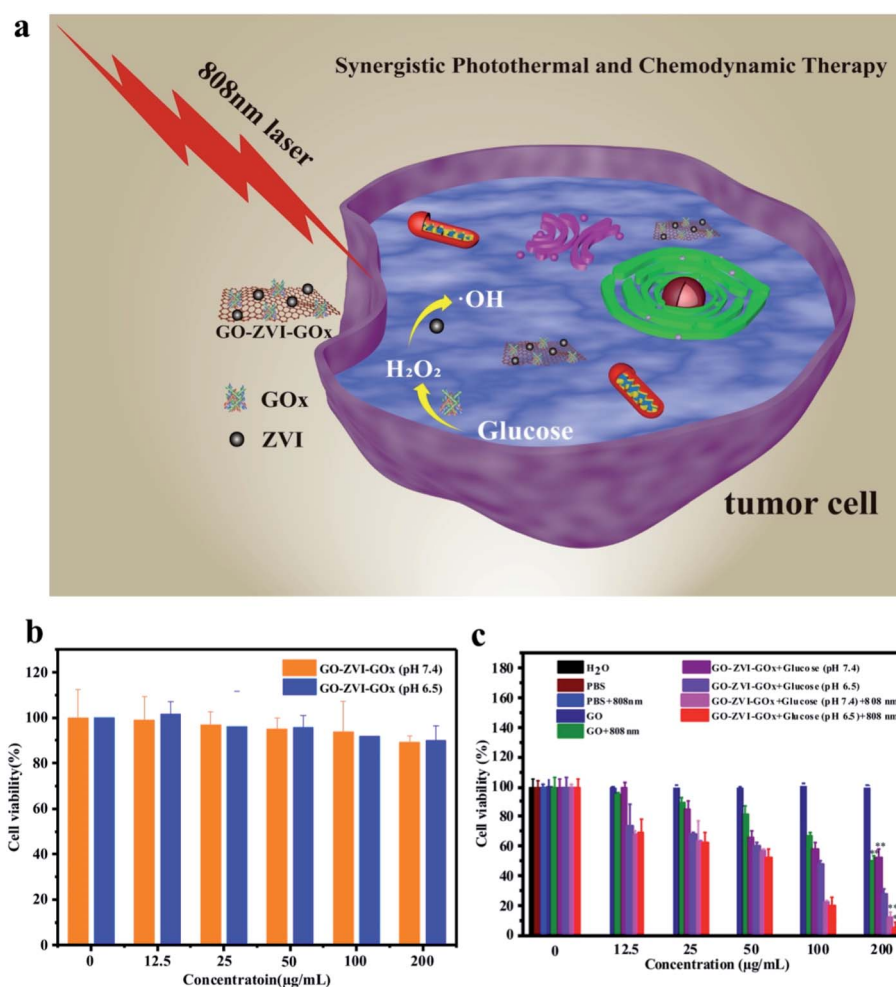 a
Synergistic Photothermal and Chemodynamic Therapy
808nm laser
GO-ZVI-GOx
GOx
ZVI
·OH
H₂O₂
Glucose
tumor cell
b
GO-ZVI-GOx (pH 7.4)
GO-ZVI-GOx (pH 6.5)
Cell viability(%)
120
100
80
60
40
20
0
0 12.5 25 50 100 200
Concentratoin(μg/mL)
c
H₂O
PBS
PBS+808nm
GO
GO+808nm
GO-ZVI-GOx+Glucose (pH 7.4)
GO-ZVI-GOx+Glucose (pH 6.5)
GO-ZVI-GOx+Glucose (pH 7.4)+808 nm
GO-ZVI-GOx+Glucose (pH 6.5)+808 nm
Cell viability (%)
180
160
140
120
100
80
60
40
20
0
** **
**
0 12.5 25 50 100 200
Concentration (μg/mL)